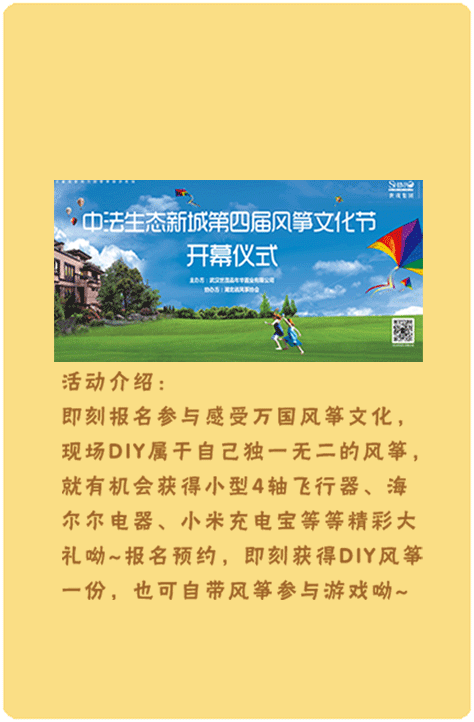 中法生态新城第四届风筝文化节
开幕仪式
主办方：武汉世茂嘉年华置业有限公司
协办方：湖北省风筝协会
活动介绍：
即刻报名参与感受万国风筝文化，
现场DIY属于自己独一无二的风筝，
就有机会获得小型4轴飞行器、海
尔尔电器、小米充电宝等等精彩大
礼呦~报名预约，即刻获得DIY风筝
一份，也可自带风筝参与游戏呦~